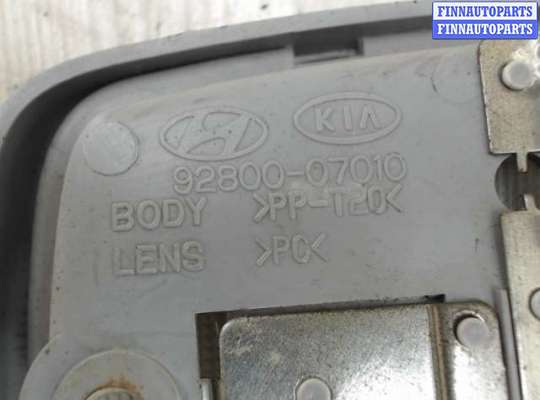 FINNAUTOPARTS
FINNAUTOPARTS
KIA
92800-07010
BODY >PP-T20<
LENS >PC<